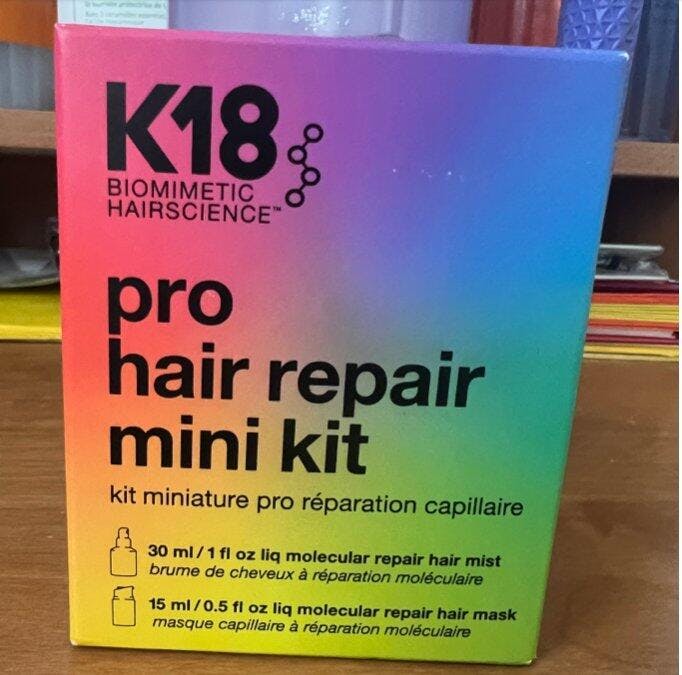 K18
BIOMIMETIC
HAIRSCIENCE™
pro
hair repair
mini kit
kit miniature pro réparation capillaire
30 ml / 1 fl oz liq molecular repair hair mist
brume de cheveux à réparation moléculaire
15 ml / 0.5 fl oz liq molecular repair hair mask
masque capillaire à réparation moléculaire